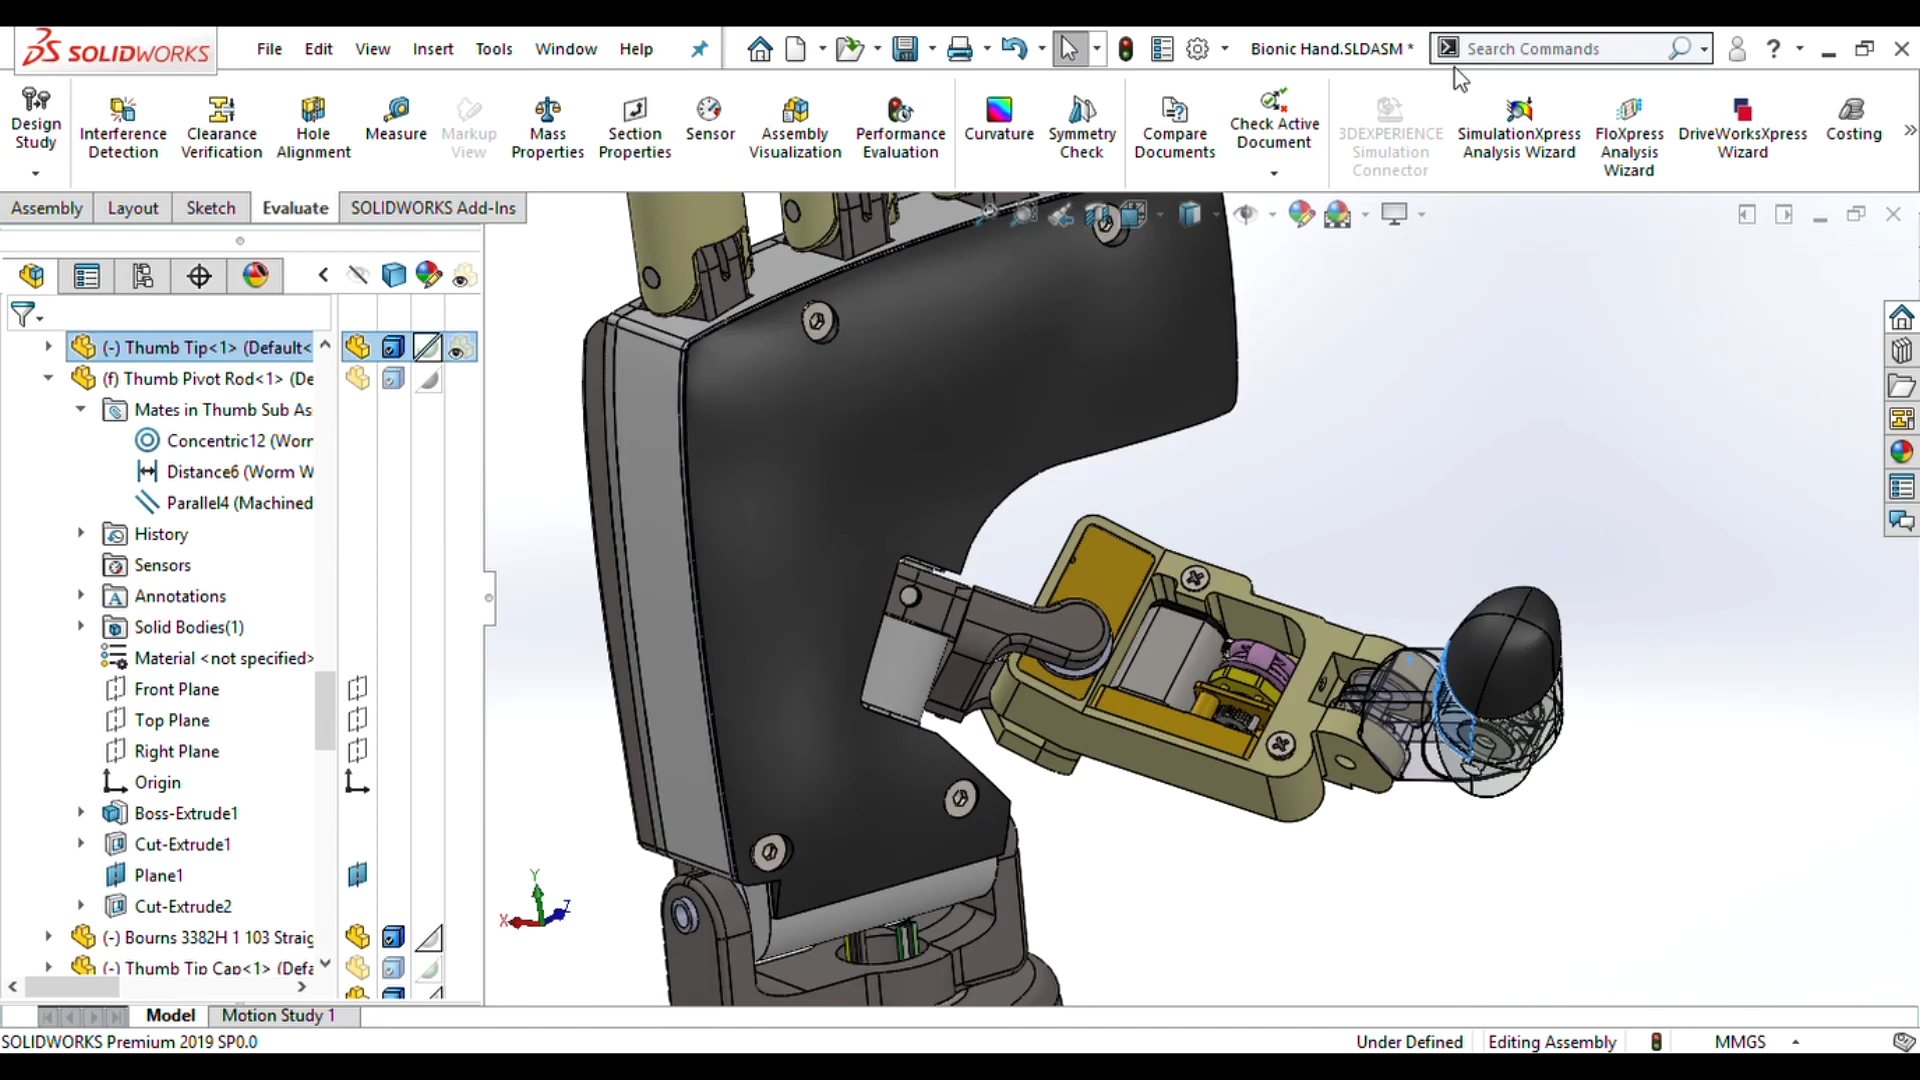 SOLIDWORKS File Edit View Insert Tools Window Help Bionic Hand.SLDASM * Search Commands ?
Design Study
Interference Detection
Clearance Verification
Hole Alignment
Measure
Markup View
Mass Properties
Section Properties
Sensor
Assembly Visualization
Performance Evaluation
Curvature
Symmetry Check
Compare Documents
Check Active Document
3DEXPERIENCE Simulation Connector
SimulationXpress Analysis Wizard
FloXpress Analysis Wizard
DriveWorksXpress Wizard
Costing
Assembly Layout Sketch Evaluate SOLIDWORKS Add-Ins
(-) Thumb Tip<1> (Default<
(f) Thumb Pivot Rod<1> (De
Mates in Thumb Sub As
Concentric12 (Worr
Distance6 (Worm W
Parallel4 (Machined
History
Sensors
Annotations
Solid Bodies(1)
Material <not specified>
Front Plane
Top Plane
Right Plane
Origin
Boss-Extrude1
Cut-Extrude1
Plane1
Cut-Extrude2
(-) Bourns 3382H 1 103 Straig
(-) Thumb Tip Cap<1> (Defa
Y
X
Z
Model Motion Study 1
SOLIDWORKS Premium 2019 SP0.0 Under Defined Editing Assembly MMGS